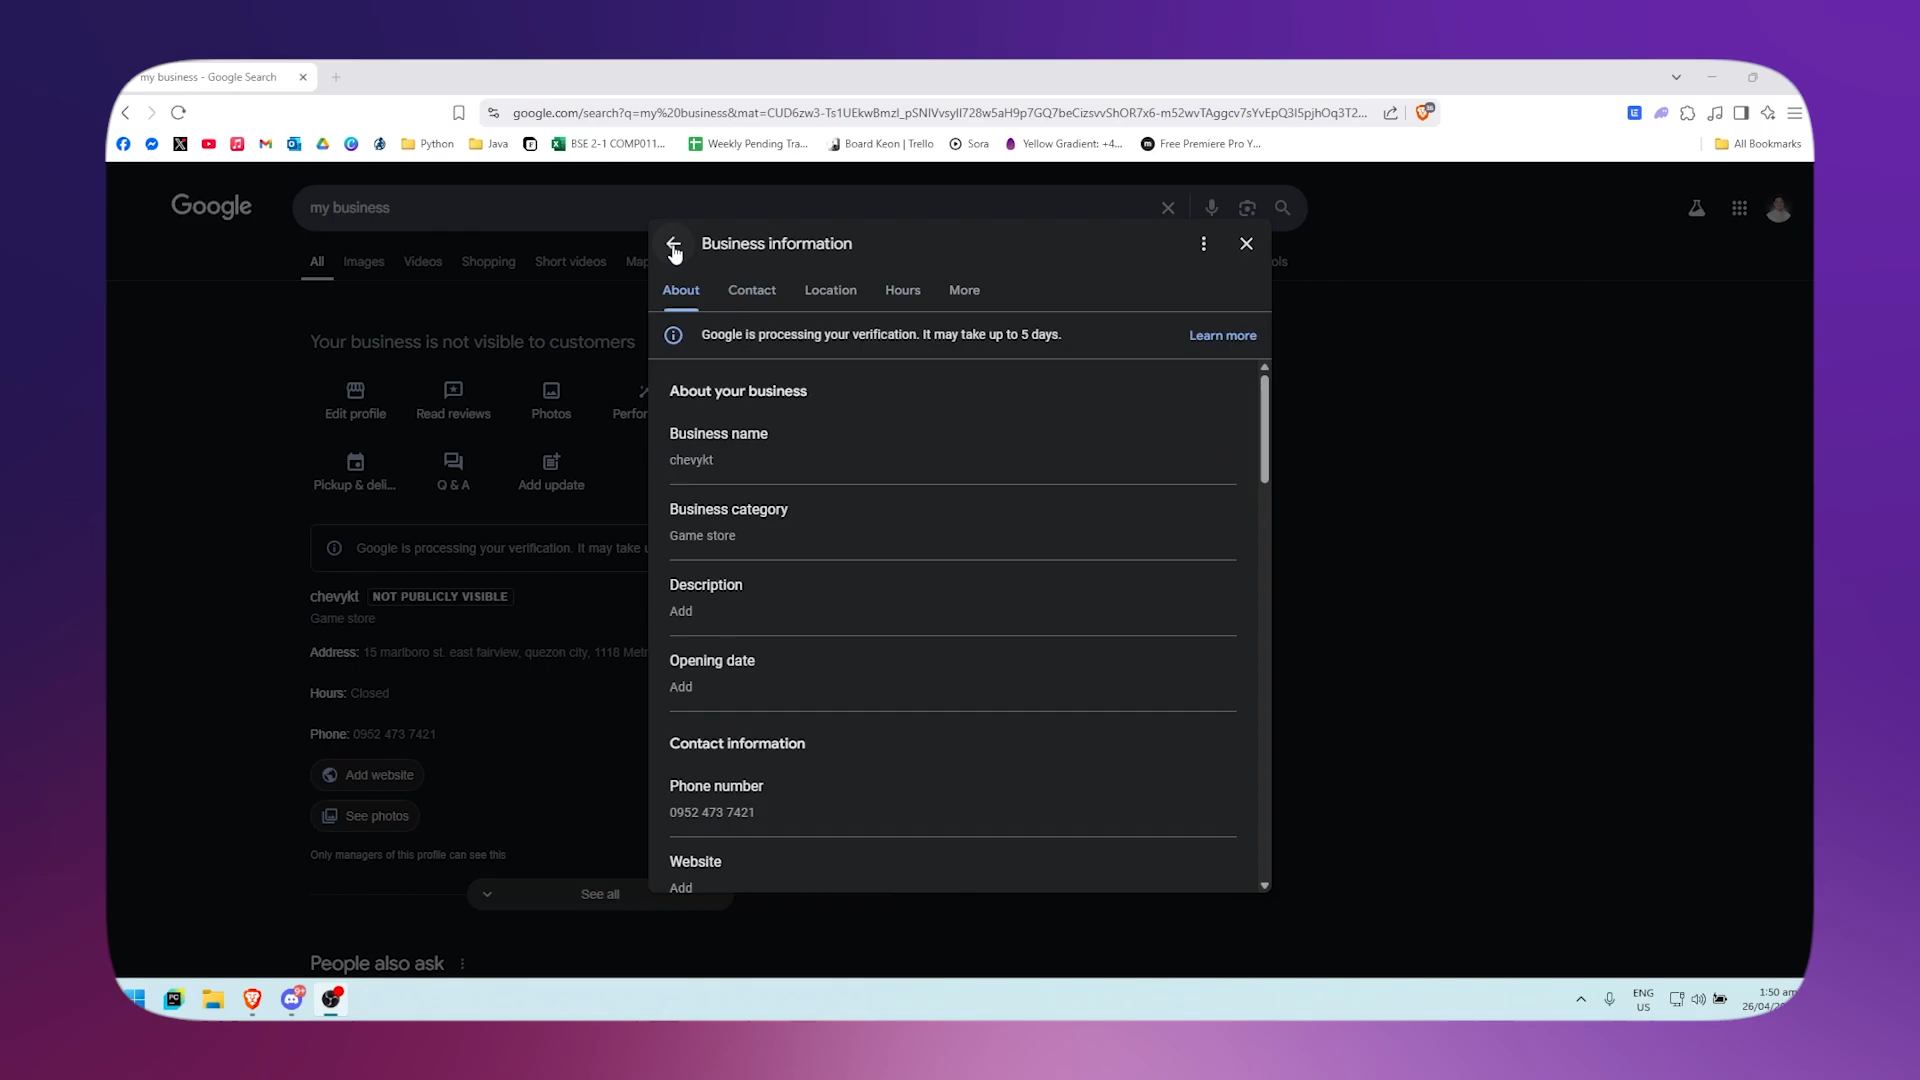 my business - Google Search
google.com/search?q=my%20business&mat=CUD6zw3-Ts1UEkwBmzl_pSNIVvsyIl728w5aH9p7GQ7beCizsvvShOR7x6-m52wvTAggcv7sYvEpQ3I5pjhOq3T2...
Python
Java
BSE 2-1 COMP011...
Weekly Pending Tra...
Board Keon | Trello
Sora
Yellow Gradient: +4...
Free Premiere Pro Y...
All Bookmarks
Google
my business
All
Images
Videos
Shopping
Short videos
Your business is not visible to customers
Edit profile
Read reviews
Photos
Pickup & deli...
Q & A
Add update
Google is processing your verification. It may take
chevykt
NOT PUBLICLY VISIBLE
Game store
Address: 15 marlboro st. east fairview, quezon city, 1118
Hours: Closed
Phone: 0952 473 7421
Add website
See photos
Only managers of this profile can see this
See all
People also ask
Business information
About
Contact
Location
Hours
More
Google is processing your verification. It may take up to 5 days.
Learn more
About your business
Business name
chevykt
Business category
Game store
Description
Add
Opening date
Add
Contact information
Phone number
0952 473 7421
Website
Add
PC
9+
ENG
US
1:50 am
26/04/